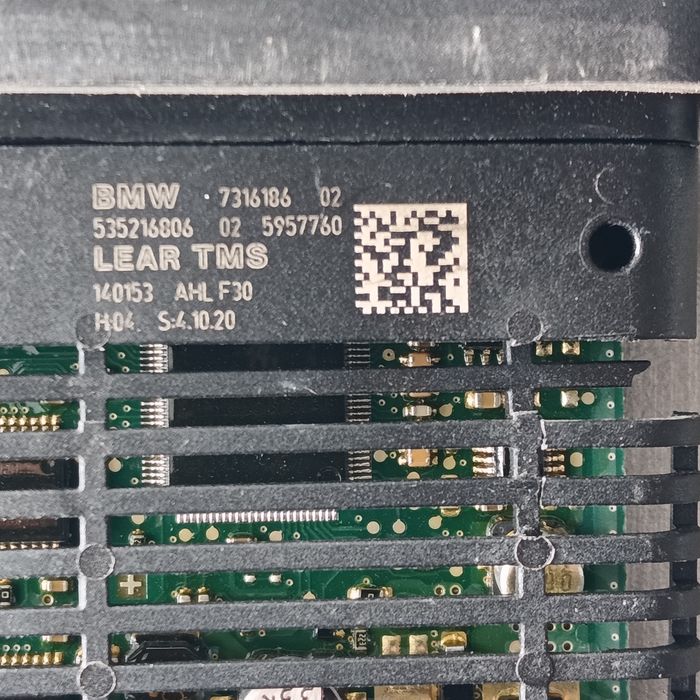 BMW 7316186 02
535216806 02 5957760
LEAR TMS
140153 AHL F30
H:04 S:4.10.20